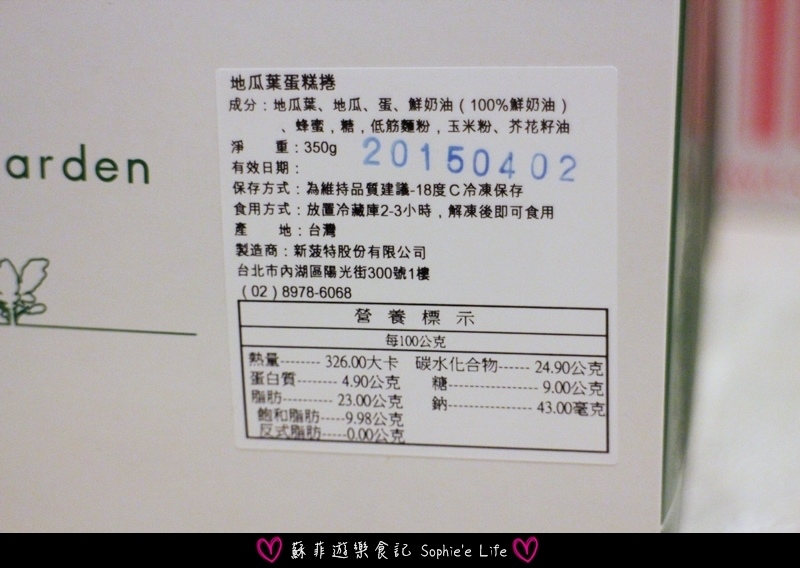 arden
地瓜葉蛋糕捲
成分：地瓜葉、地瓜、蛋、鮮奶油（100%鮮奶油）
、蜂蜜，糖，低筋麵粉，玉米粉、芥花籽油
淨　　重：350g
有效日期：20150402
保存方式：為維持品質建議-18度C冷凍保存
食用方式：放置冷藏庫2-3小時，解凍後即可食用
產　　地：台灣
製造商：新菠特股份有限公司
台北市內湖區陽光街300號1樓
（02）8978-6068
營養標示
每100公克
熱量-------- 326.00大卡　碳水化合物------ 24.90公克
蛋白質-------- 4.90公克　糖---------------- 9.00公克
脂肪---------- 23.00公克　鈉---------------- 43.00毫克
飽和脂肪-----9.98公克
反式脂肪-----0.00公克
蘇菲遊樂食記 Sophie'e Life